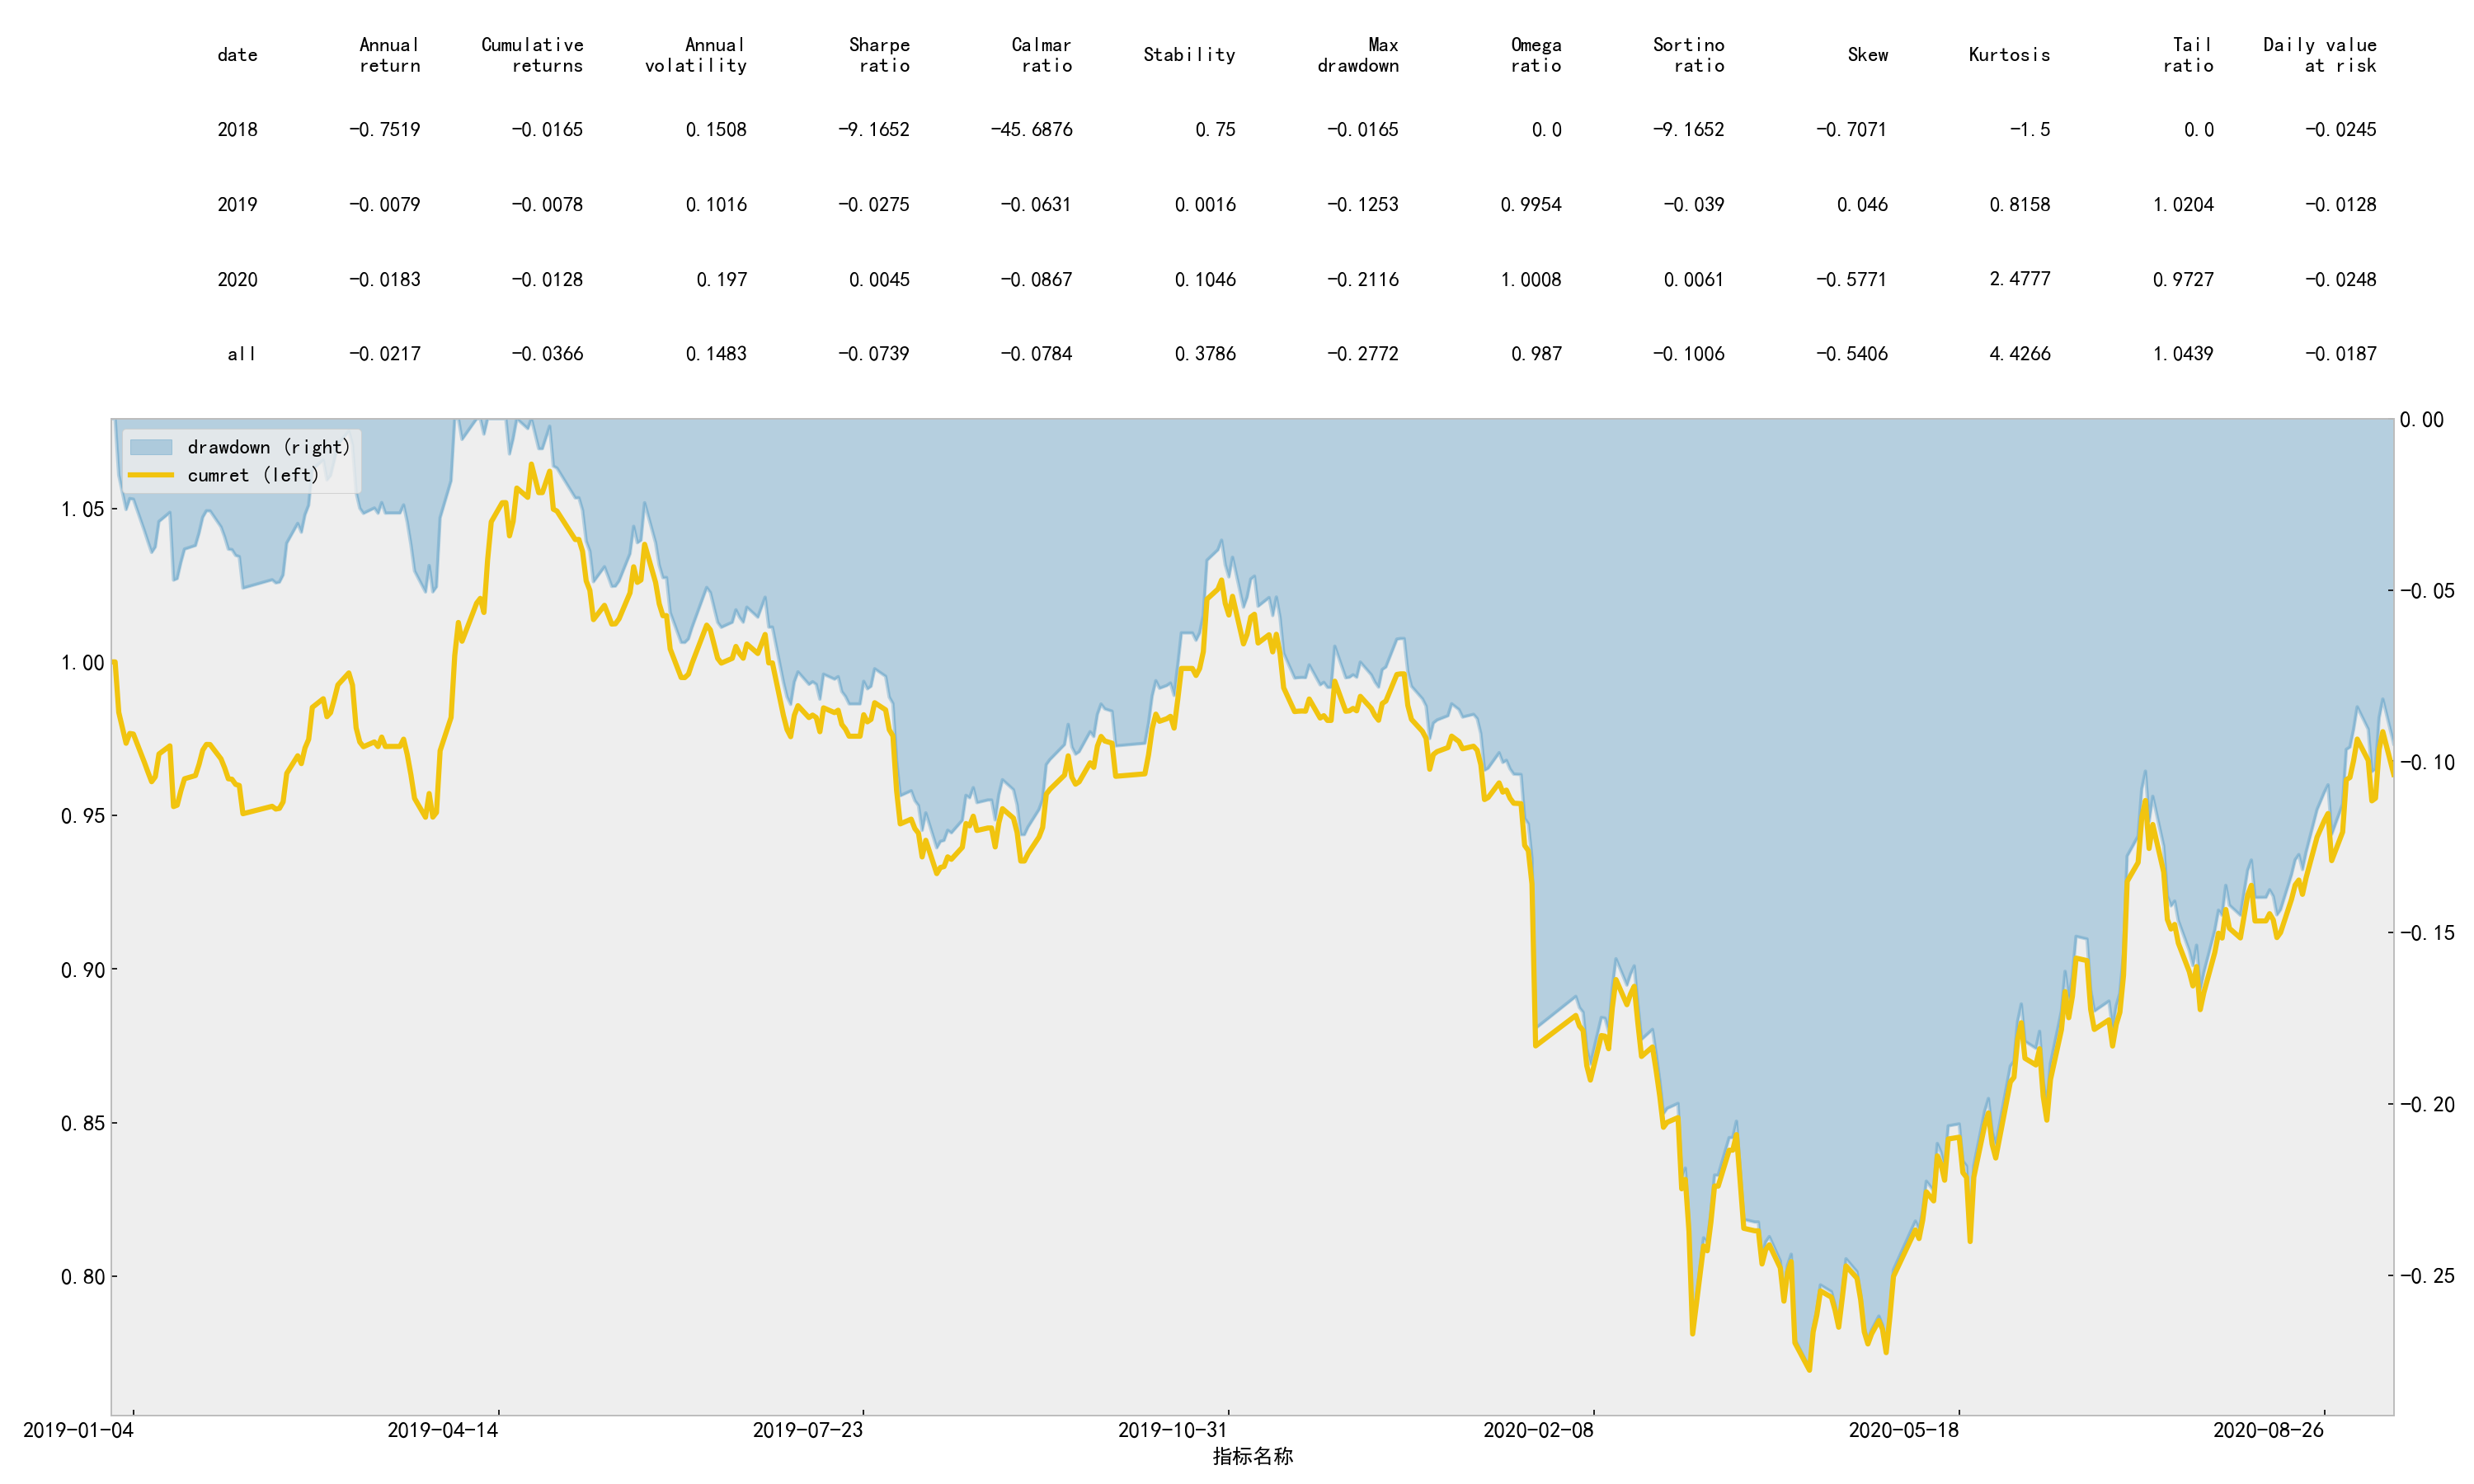 date Annual return Cumulative returns Annual volatility Sharpe ratio Calmar ratio Stability Max drawdown Omega ratio Sortino ratio Skew Kurtosis Tail ratio Daily value at risk
2018 -0.7519 -0.0165 0.1508 -9.1652 -45.6876 0.75 -0.0165 0.0 -9.1652 -0.7071 -1.5 0.0 -0.0245
2019 -0.0079 -0.0078 0.1016 -0.0275 -0.0631 0.0016 -0.1253 0.9954 -0.039 0.046 0.8158 1.0204 -0.0128
2020 -0.0183 -0.0128 0.197 0.0045 -0.0867 0.1046 -0.2116 1.0008 0.0061 -0.5771 2.4777 0.9727 -0.0248
all -0.0217 -0.0366 0.1483 -0.0739 -0.0784 0.3786 -0.2772 0.987 -0.1006 -0.5406 4.4266 1.0439 -0.0187
drawdown (right)
cumret (left)
1.05
1.00
0.95
0.90
0.85
0.80
0.00
-0.05
-0.10
-0.15
-0.20
-0.25
2019-01-04 2019-04-14 2019-07-23 2019-10-31 2020-02-08 2020-05-18 2020-08-26
指标名称